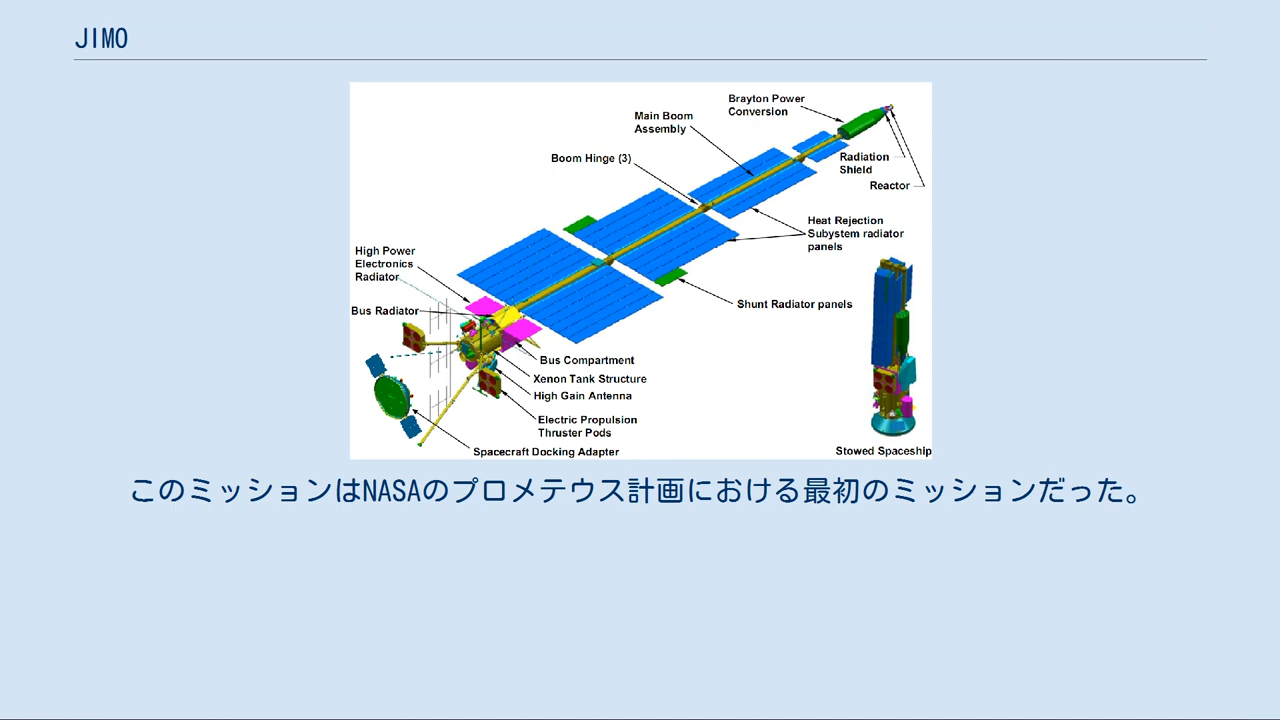 JIMO
Brayton Power
Conversion
Main Boom
Assembly
Boom Hinge (3)
Radiation
Shield
Reactor
Heat Rejection
Subystem radiator
panels
High Power
Electronics
Radiator
Shunt Radiator panels
Bus Radiator
Bus Compartment
Xenon Tank Structure
High Gain Antenna
Electric Propulsion
Thruster Pods
Spacecraft Docking Adapter
Stowed Spaceship
このミッションはNASAのプロメテウス計画における最初のミッションだった。